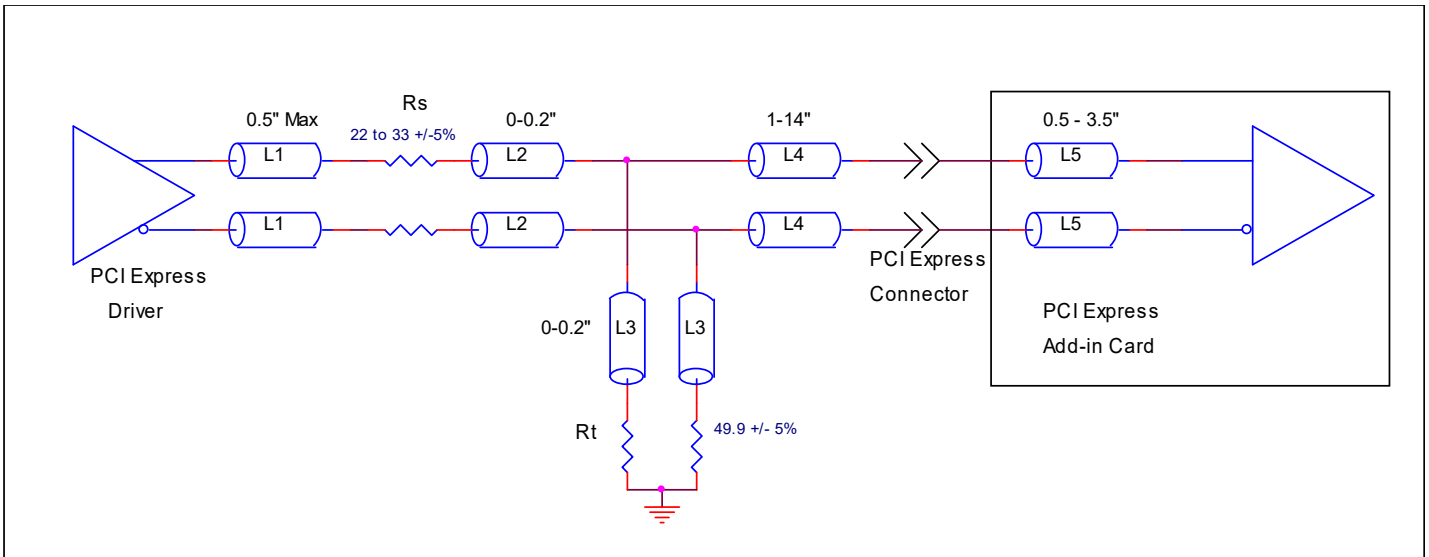 Rs
0.5" Max
22 to 33 +/-5%
0-0.2"
1-14"
0.5 - 3.5"
L1
L2
L4
L5
L1
L2
L4
L5
PCI Express
Driver
PCI Express
Connector
0-0.2"
L3
L3
PCI Express
Add-in Card
Rt
49.9 +/- 5%